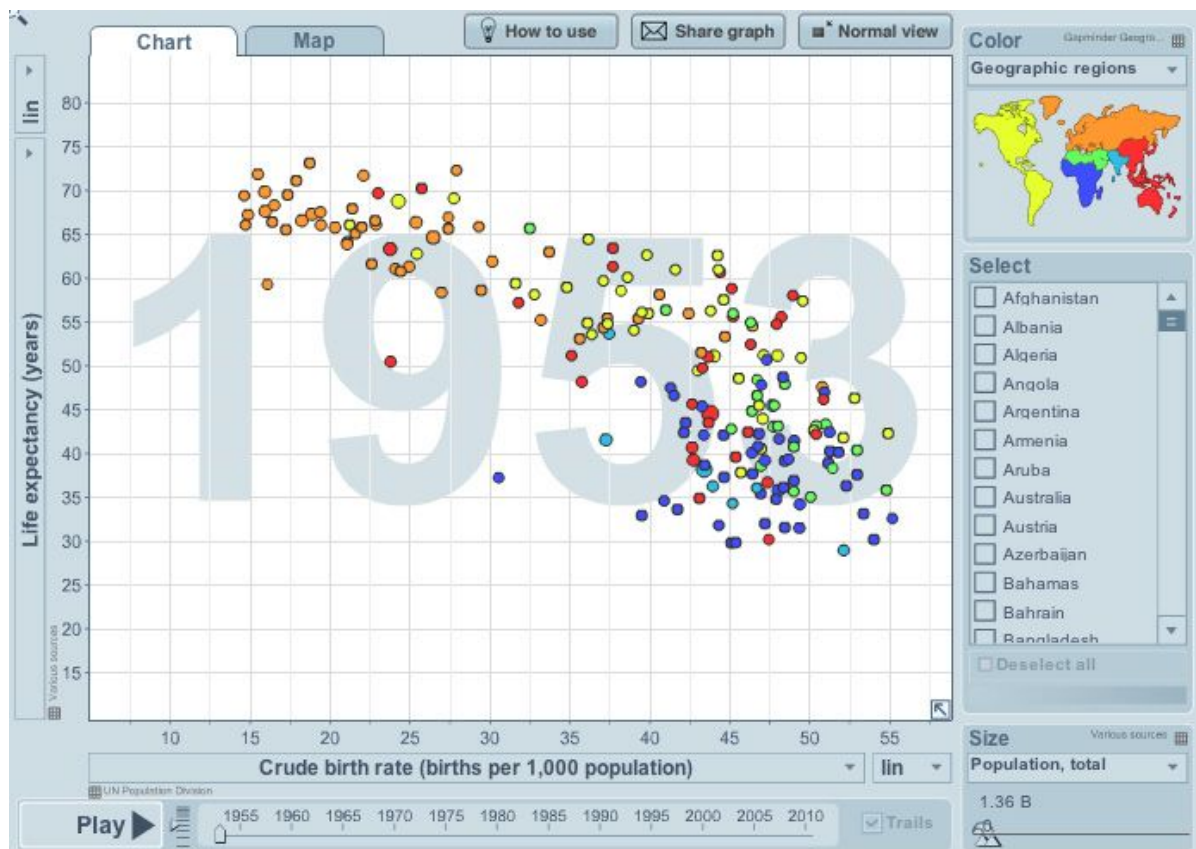 Chart
Map
How to use
Share graph
Normal view
lin
Life expectancy (years)
Various sources
80
75
70
65
60
55
50
45
40
35
30
25
20
15
1953
10 15 20 25 30 35 40 45 50 55
Crude birth rate (births per 1,000 population)
lin
UN Population Division
Play
1955 1960 1965 1970 1975 1980 1985 1990 1995 2000 2005 2010
Trails
Color
Gapminder Geogra...
Geographic regions
Select
Afghanistan
Albania
Algeria
Angola
Argentina
Armenia
Aruba
Australia
Austria
Azerbaijan
Bahamas
Bahrain
Bangladesh
Deselect all
Size
Various sources
Population, total
1.36 B